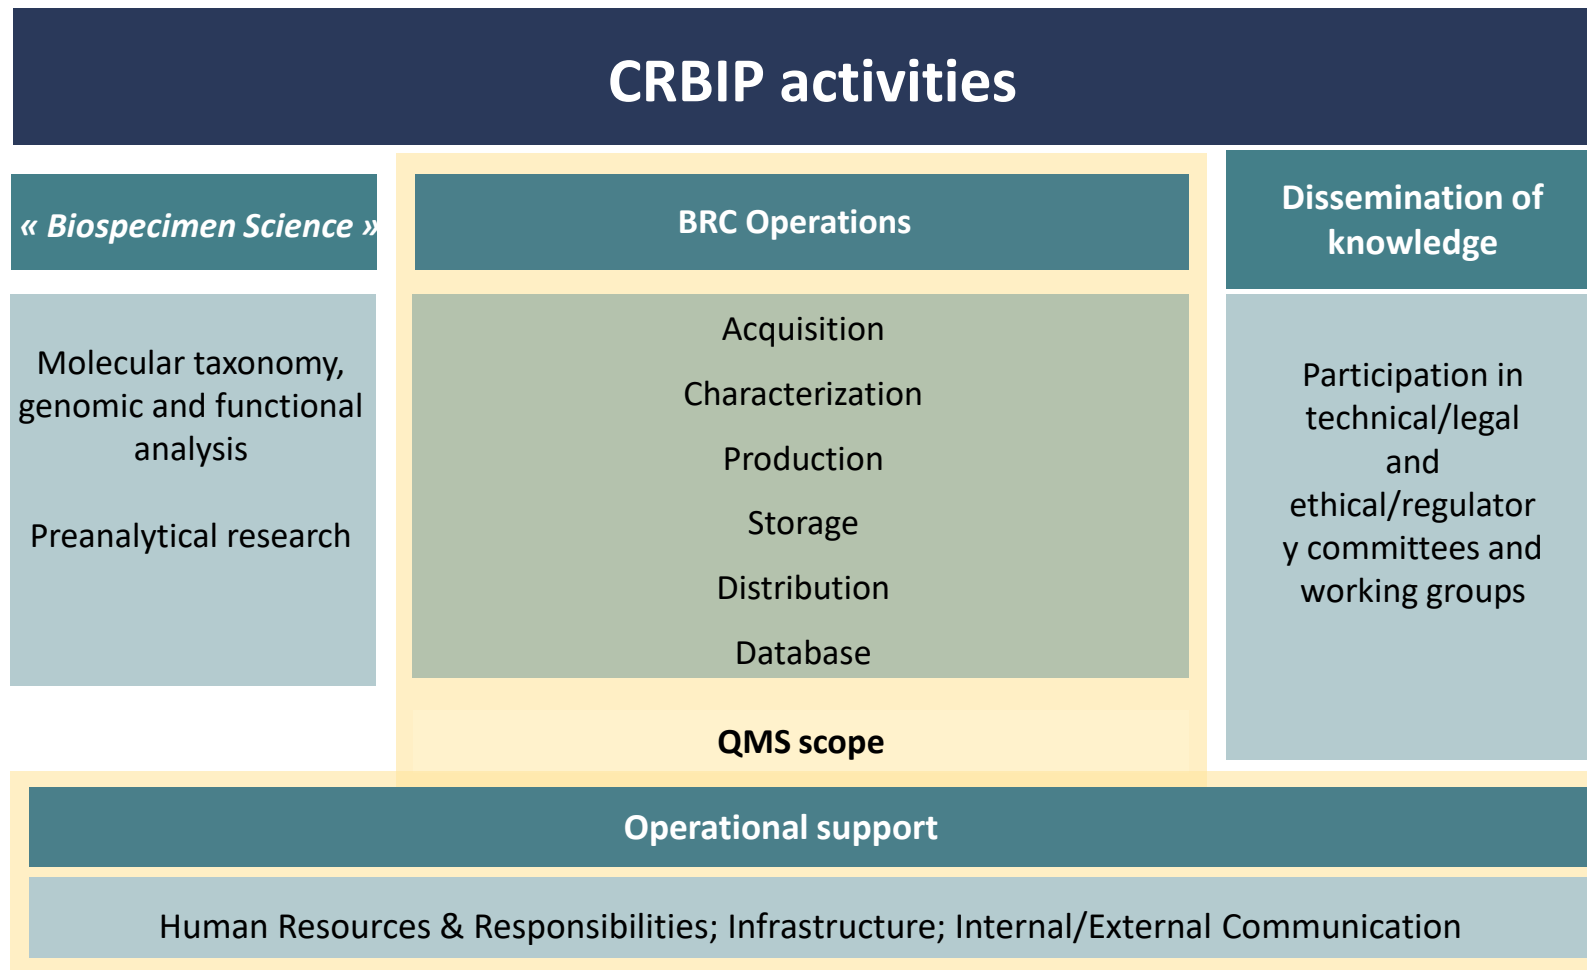 CRBIP activities
« Biospecimen Science »
Molecular taxonomy,
genomic and functional
analysis
Preanalytical research
BRC Operations
Acquisition
Characterization
Production
Storage
Distribution
Database
QMS scope
Dissemination of
knowledge
Participation in
technical/legal
and
ethical/regulator
y committees and
working groups
Operational support
Human Resources & Responsibilities; Infrastructure; Internal/External Communication